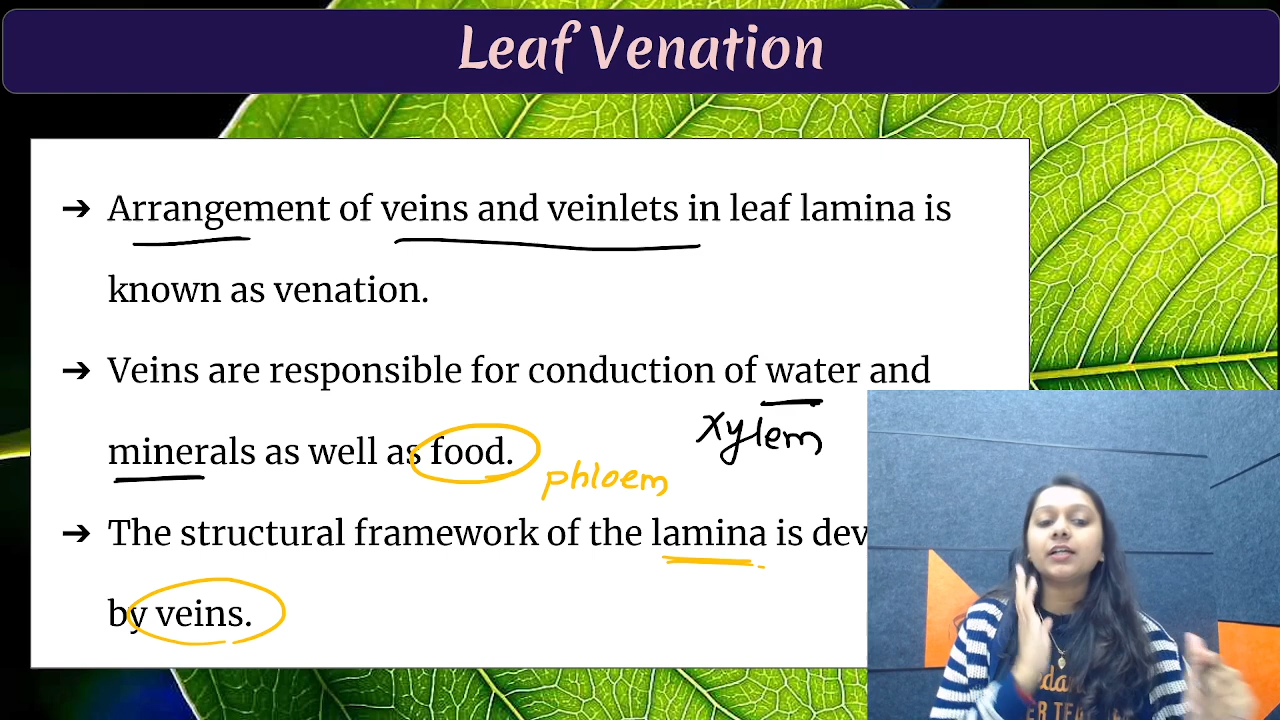 Leaf Venation
➔ Arrangement of veins and veinlets in leaf lamina is
known as venation.
➔ Veins are responsible for conduction of water and
xylem
minerals as well as food.
phloem
➔ The structural framework of the lamina is dev
by veins.